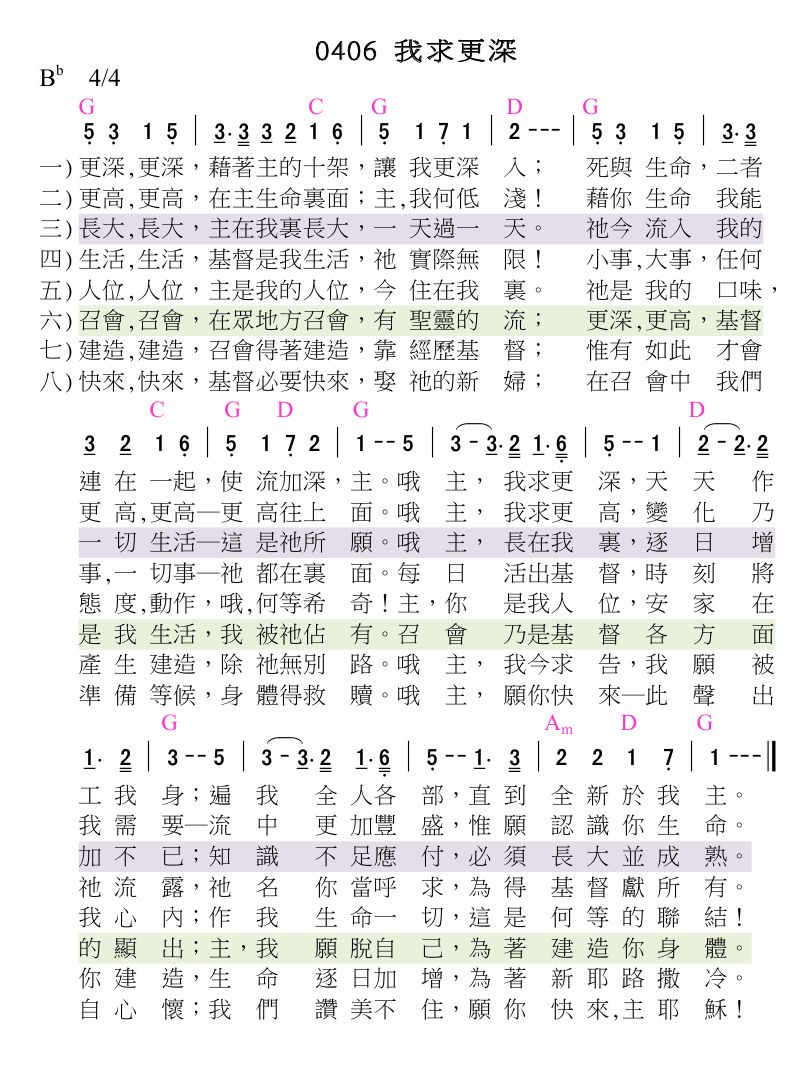 0406 我求更深
Bb 4/4
G C G D G
5 3 1 5 | 3. 3 3 2 1 6 | 5 1 7 1 | 2 --- | 5 3 1 5 | 3. 3
一) 更深,更深，藉著主的十架，讓 我更深 入； 死與 生命，二者
二) 更高,更高，在主生命裏面；主,我何低 淺！ 藉你 生命 我能
三) 長大,長大，主在我裏長大，一 天過一 天。 祂今 流入 我的
四) 生活,生活，基督是我生活，祂 實際無 限！ 小事,大事，任何
五) 人位,人位，主是我的人位，今 住在我 裏。 祂是 我的 口味，
六) 召會,召會，在眾地方召會，有 聖靈的 流； 更深,更高，基督
七) 建造,建造，召會得著建造，靠 經歷基 督； 惟有 如此 才會
八) 快來,快來，基督必要快來，娶 祂的新 婦； 在召 會中 我們
C G D G D
3 2 1 6 | 5 1 7 2 | 1 -- 5 | 3 - 3. 2 1. 6 | 5 -- 1 | 2 - 2. 2
連 在 一起，使 流加深，主。哦 主， 我求更 深，天 天 作
更 高,更高—更 高往上 面。哦 主， 我求更 高，變 化 乃
一 切 生活—這 是祂所 願。哦 主， 長在我 裏，逐 日 增
事,一 切事—祂 都在裏 面。每 日 活出基 督，時 刻 將
態 度,動作，哦,何等希 奇！主，你 是我人 位，安 家 在
是 我 生活，我 被祂佔 有。召 會 乃是基 督 各 方 面
產 生 建造，除 祂無別 路。哦 主， 我今求 告，我 願 被
準 備 等候，身 體得救 贖。哦 主， 願你快 來—此 聲 出
G Am D G
1. 2 | 3 -- 5 | 3 - 3. 2 1. 6 | 5 -- 1. 3 | 2 2 1 7 | 1 --- ‖
工 我 身；遍 我 全 人各 部，直 到 全 新 於 我 主。
我 需 要—流 中 更 加豐 盛，惟 願 認 識 你 生 命。
加 不 已；知 識 不 足應 付，必 須 長 大 並 成 熟。
祂 流 露，祂 名 你 當呼 求，為 得 基 督 獻 所 有。
我 心 內；作 我 生 命一 切，這 是 何 等 的 聯 結！
的 顯 出；主，我 願 脫自 己，為 著 建 造 你 身 體。
你 建 造，生 命 逐 日加 增，為 著 新 耶 路 撒 冷。
自 心 懷；我 們 讚 美不 住，願 你 快 來,主 耶 穌！